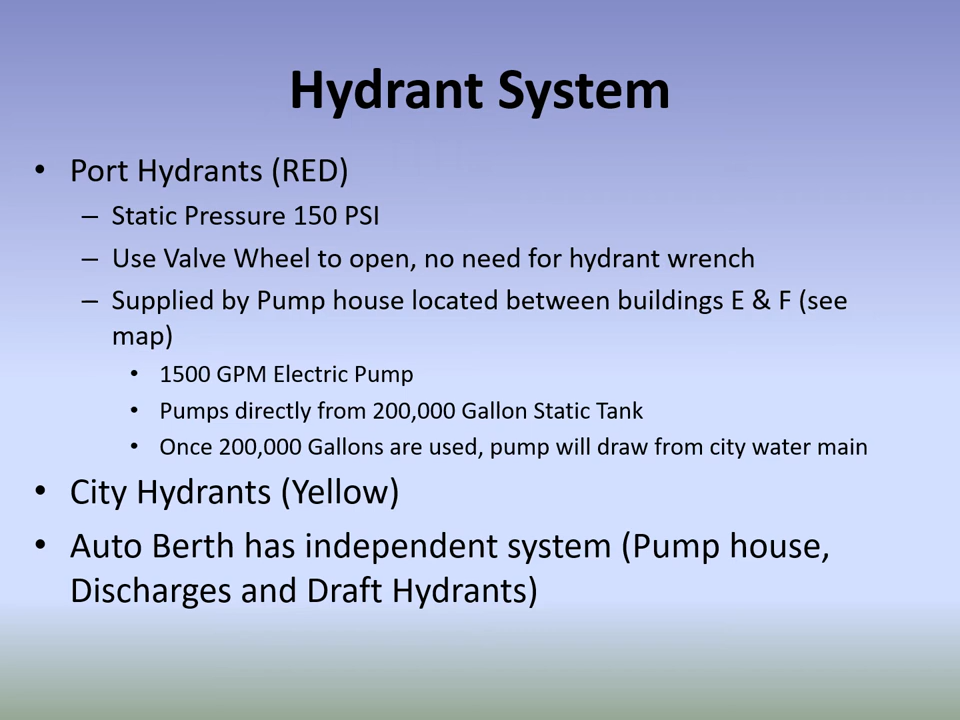 Hydrant System
• Port Hydrants (RED)
– Static Pressure 150 PSI
– Use Valve Wheel to open, no need for hydrant wrench
– Supplied by Pump house located between buildings E & F (see
map)
• 1500 GPM Electric Pump
• Pumps directly from 200,000 Gallon Static Tank
• Once 200,000 Gallons are used, pump will draw from city water main
• City Hydrants (Yellow)
• Auto Berth has independent system (Pump house,
Discharges and Draft Hydrants)